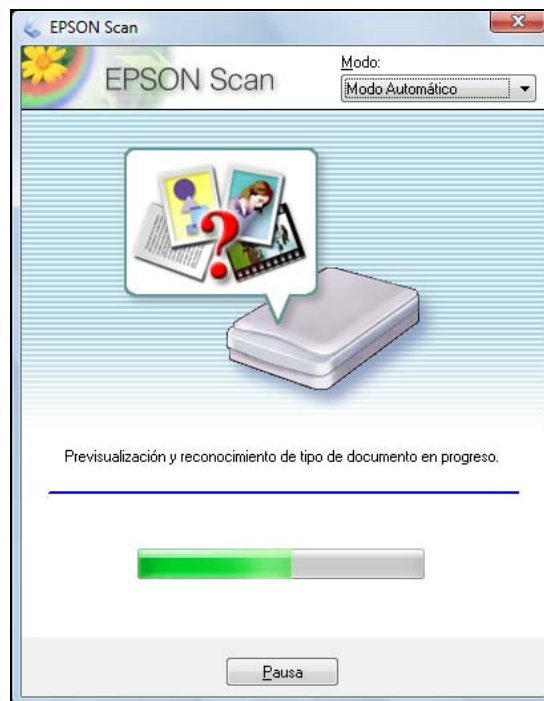 EPSON Scan
EPSON Scan
Modo:
Modo Automático
?
Previsualización y reconocimiento de tipo de documento en progreso.
Pausa